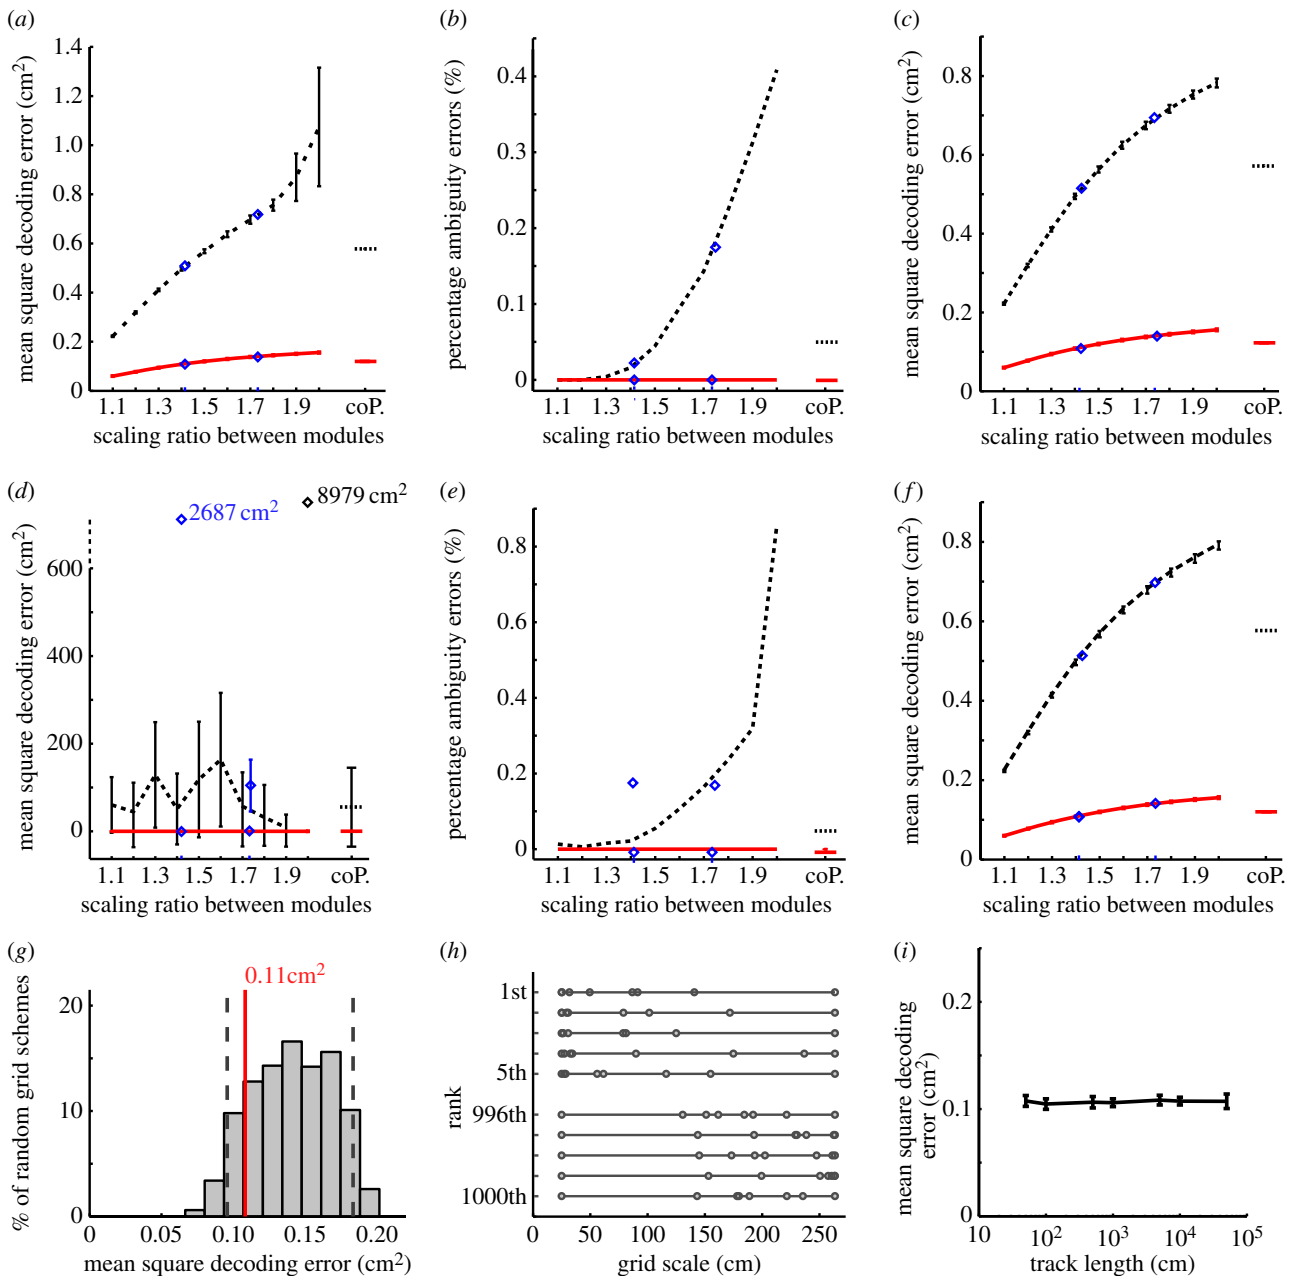 (a)
mean square decoding error (cm2)
1.4
1.2
1.0
0.8
0.6
0.4
0.2
0
1.1 1.3 1.5 1.7 1.9 coP.
scaling ratio between modules
(b)
percentage ambiguity errors (%)
0.4
0.3
0.2
0.1
0
1.1 1.3 1.5 1.7 1.9 coP.
scaling ratio between modules
(c)
mean square decoding error (cm2)
0.8
0.6
0.4
0.2
0
1.1 1.3 1.5 1.7 1.9 coP.
scaling ratio between modules
(d)
2687 cm2
8979 cm2
mean square decoding error (cm2)
600
400
200
0
1.1 1.3 1.5 1.7 1.9 coP.
scaling ratio between modules
(e)
percentage ambiguity errors (%)
0.8
0.6
0.4
0.2
0
1.1 1.3 1.5 1.7 1.9 coP.
scaling ratio between modules
(f)
mean square decoding error (cm2)
0.8
0.6
0.4
0.2
0
1.1 1.3 1.5 1.7 1.9 coP.
scaling ratio between modules
(g)
0.11cm2
% of random grid schemes
20
10
0
0 0.05 0.10 0.15 0.20
mean square decoding error (cm2)
(h)
rank
1st
5th
996th
1000th
0 50 100 150 200 250
grid scale (cm)
(i)
mean square decoding
error (cm2)
0.2
0.1
0
10 102 103 104 105
track length (cm)